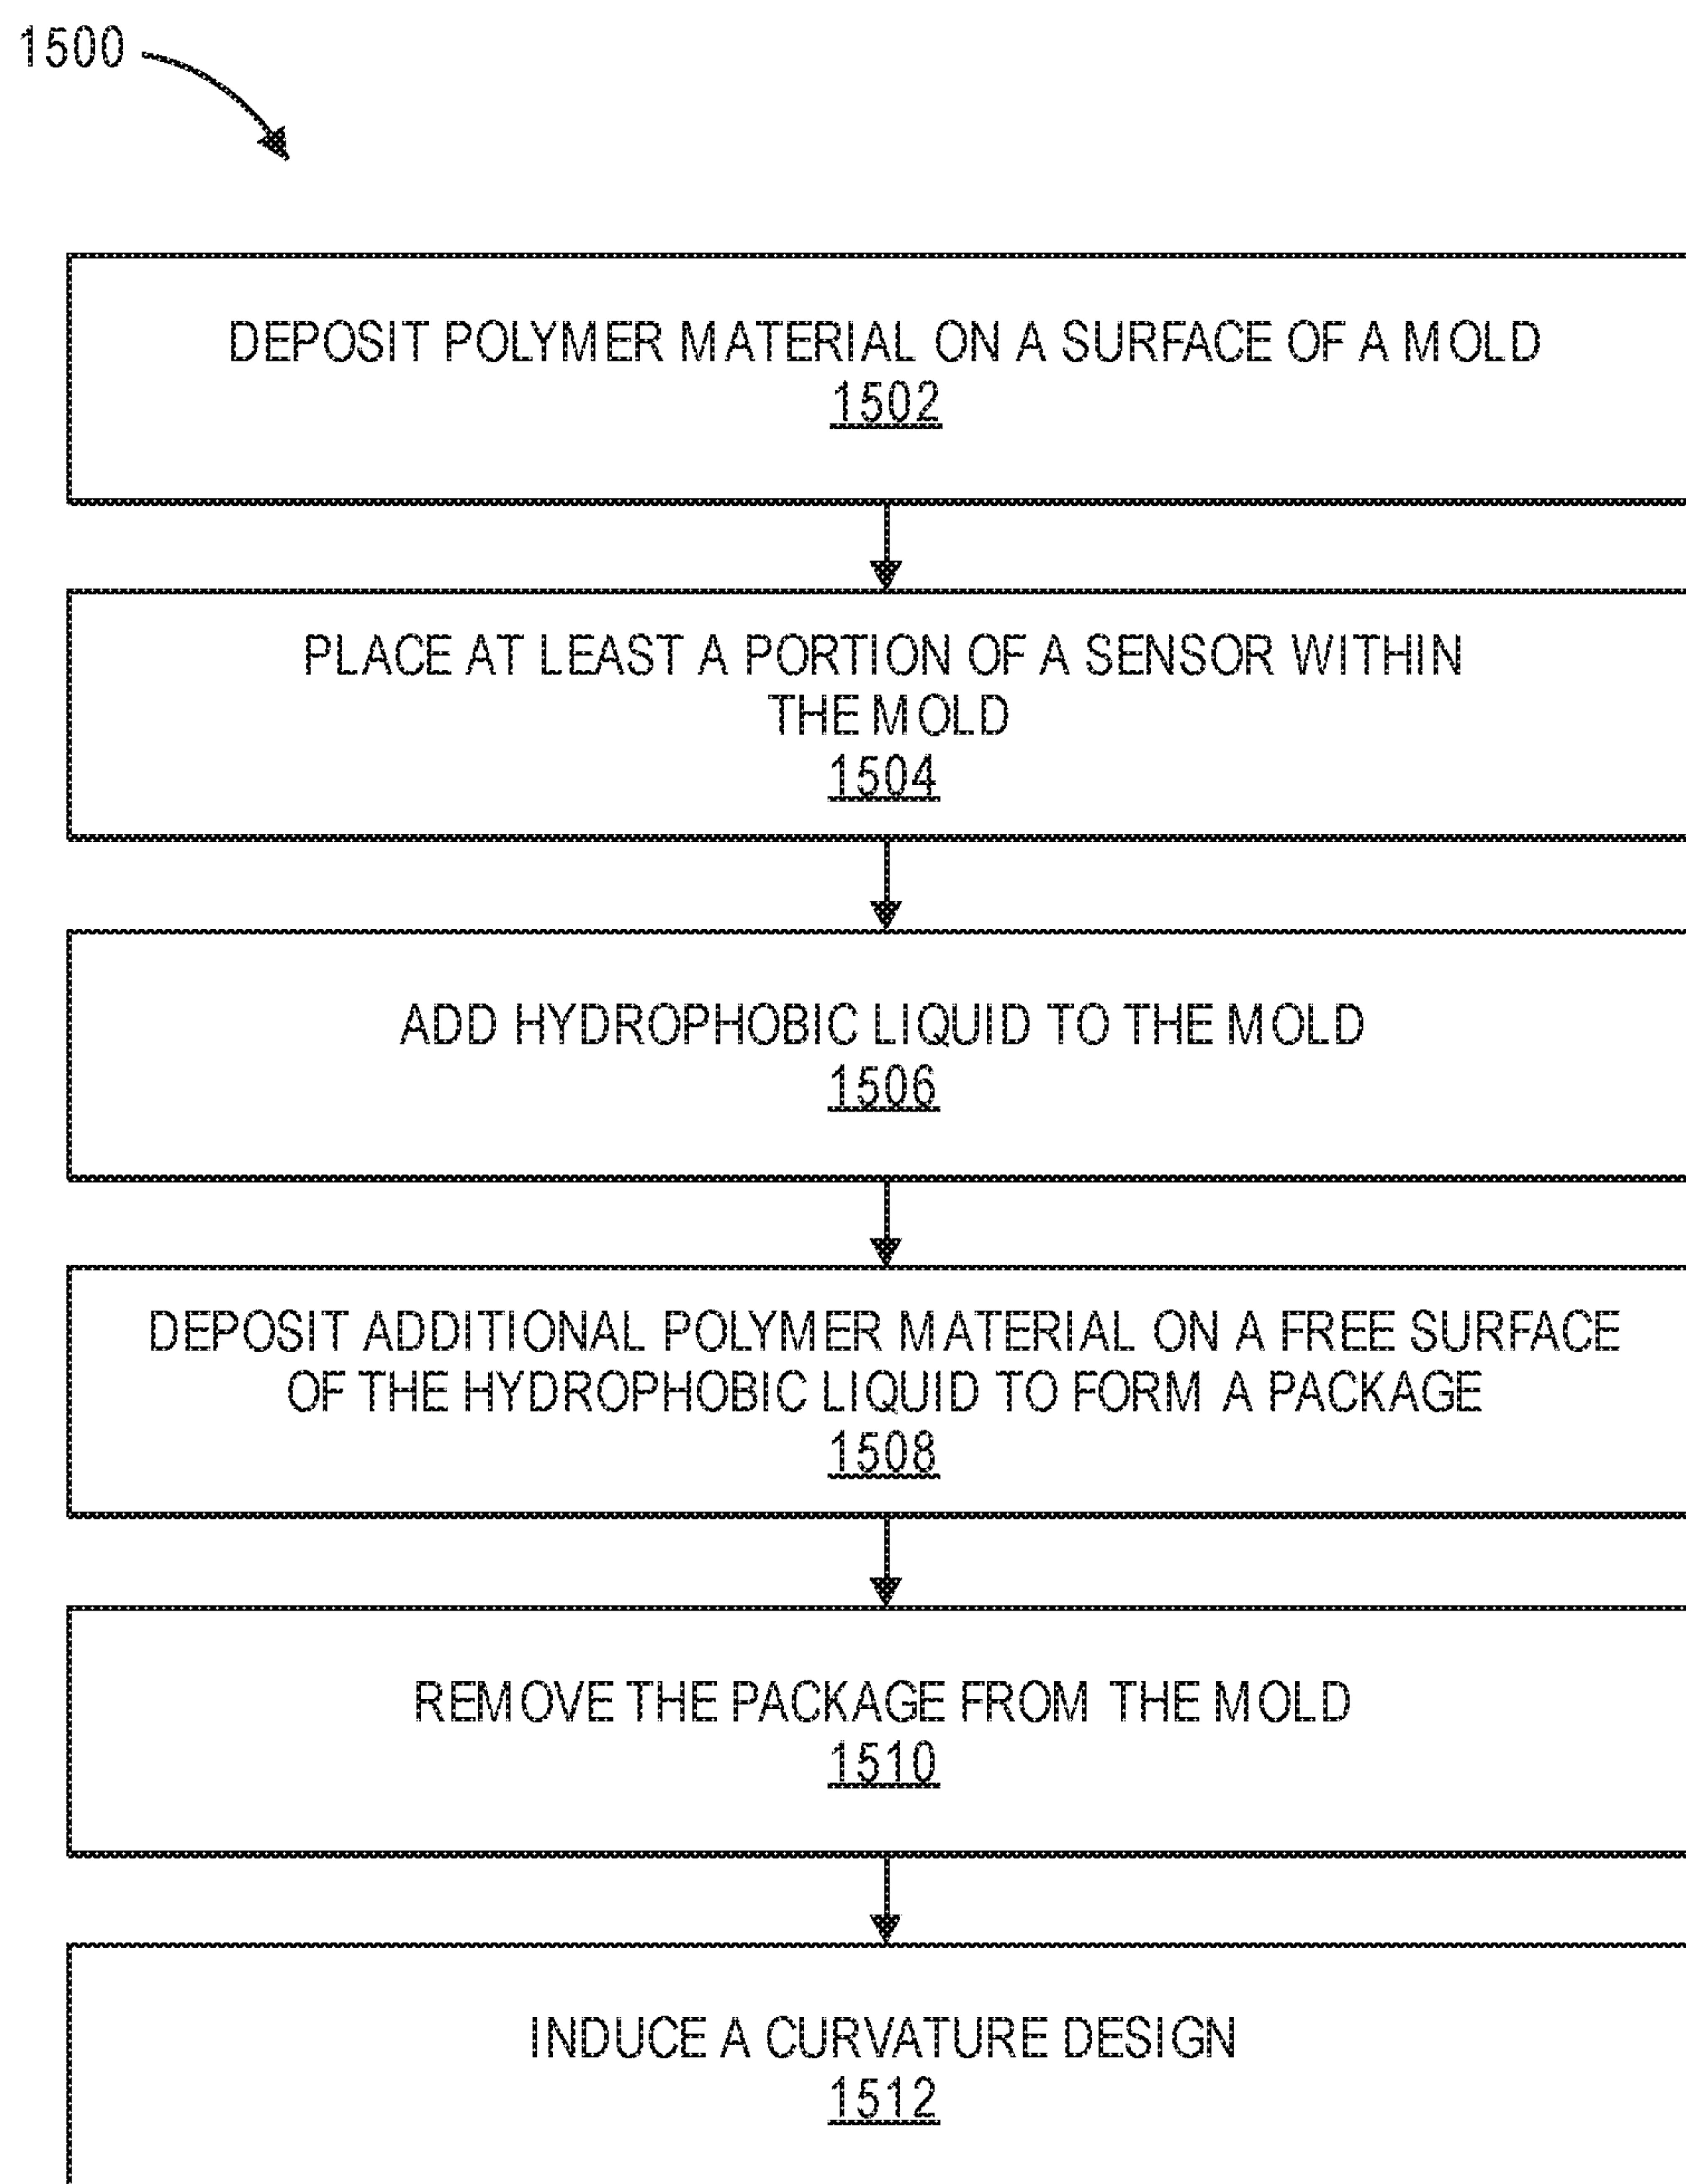 1500
DEPOSIT POLYMER MATERIAL ON A SURFACE OF A MOLD
1502
PLACE AT LEAST A PORTION OF A SENSOR WITHIN
THE MOLD
1504
ADD HYDROPHOBIC LIQUID TO THE MOLD
1506
DEPOSIT ADDITIONAL POLYMER MATERIAL ON A FREE SURFACE
OF THE HYDROPHOBIC LIQUID TO FORM A PACKAGE
1508
REMOVE THE PACKAGE FROM THE MOLD
1510
INDUCE A CURVATURE DESIGN
1512